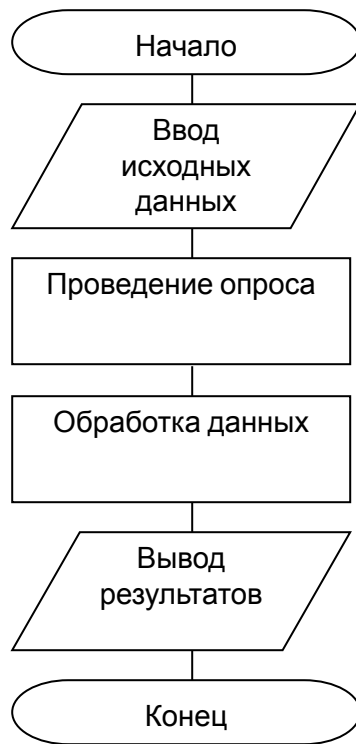 Начало
Ввод
исходных
данных
Проведение опроса
Обработка данных
Вывод
результатов
Конец